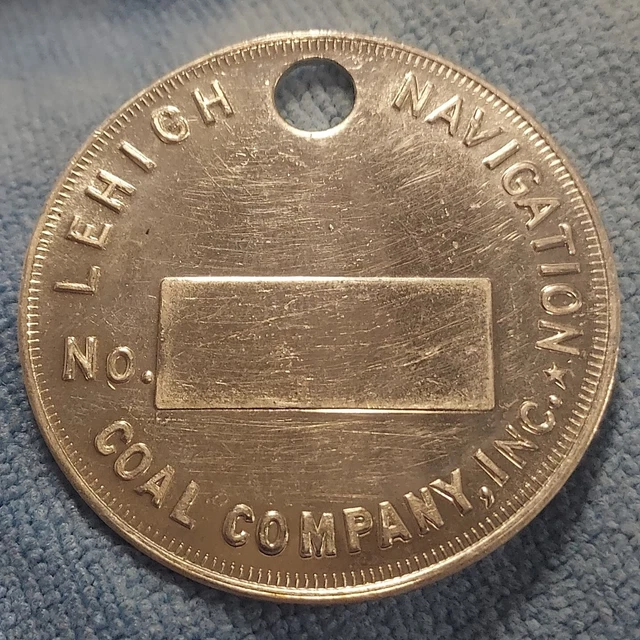 LEHIGH NAVIGATION
No.
COAL COMPANY, INC. ★